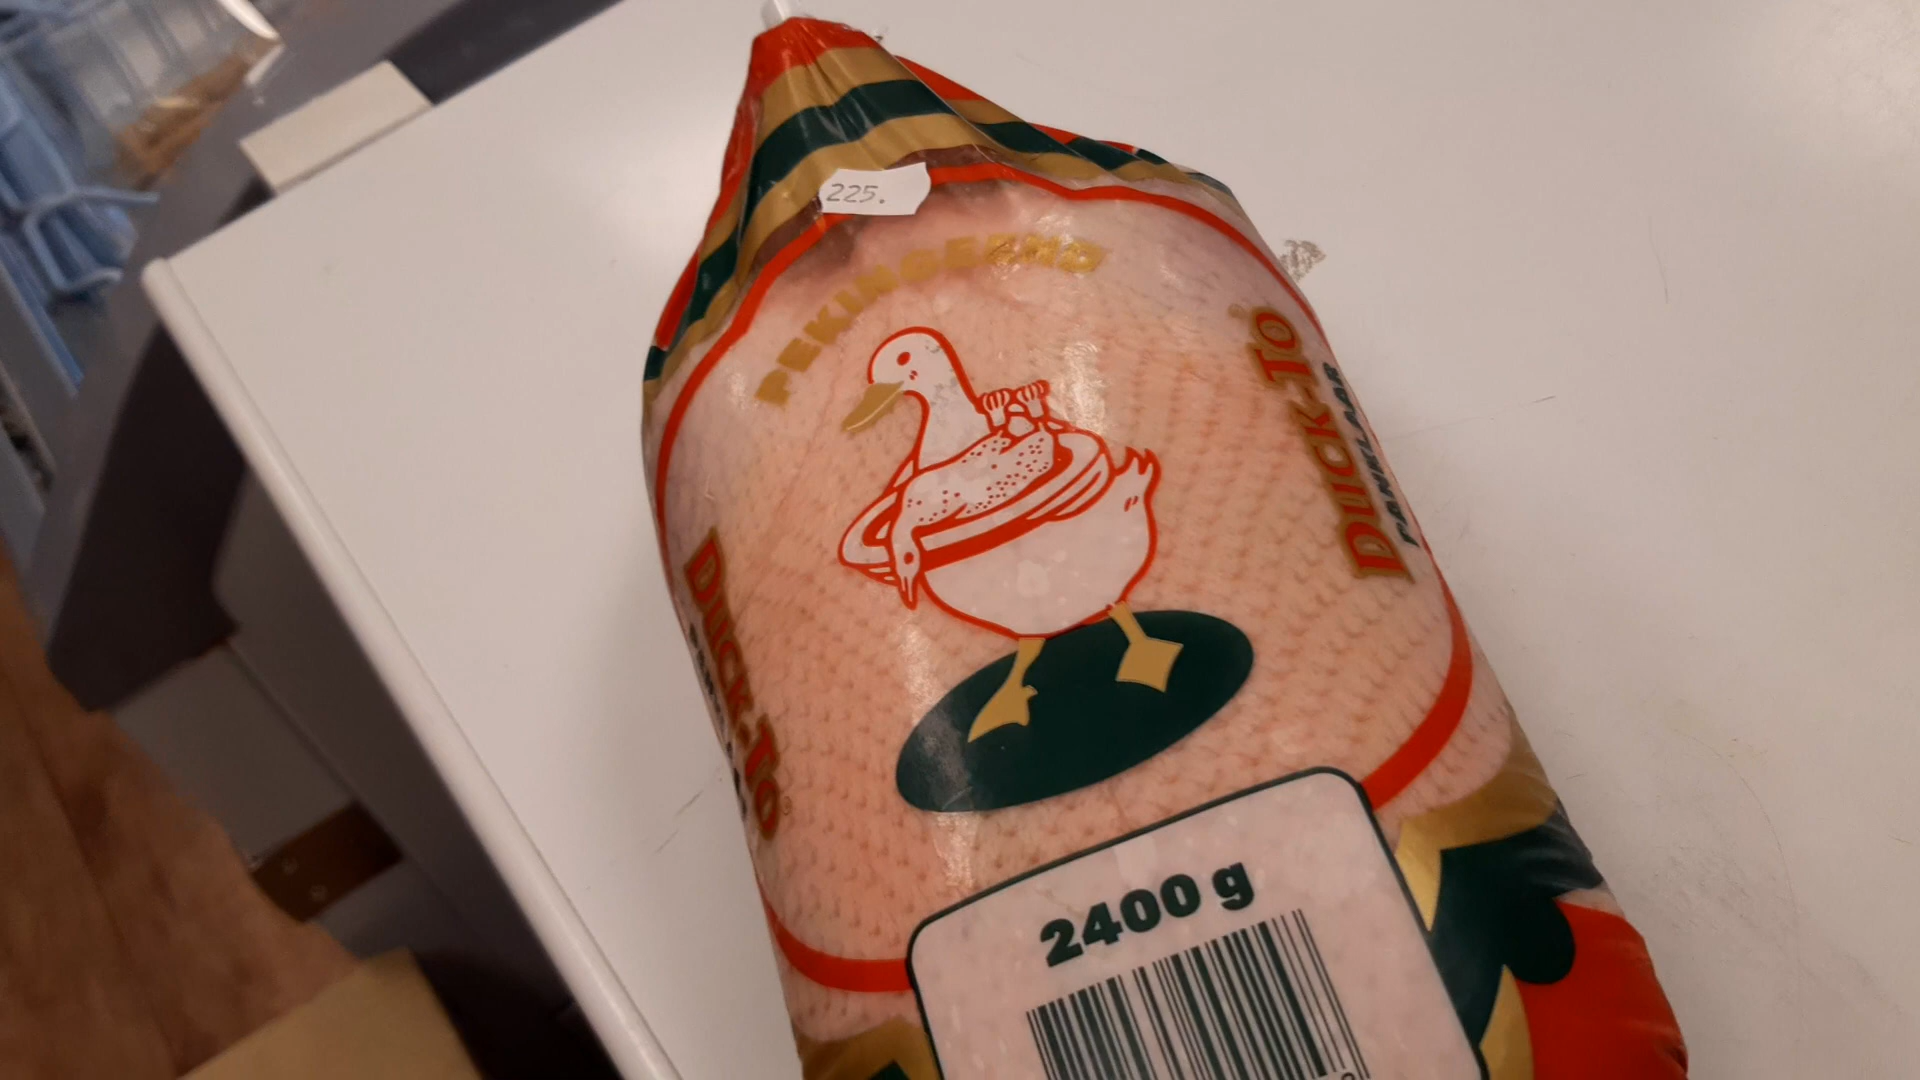 225.
PEKINGEEND
DUCK-TO®
PANKLAAR
DUCK-TO®
2400 g